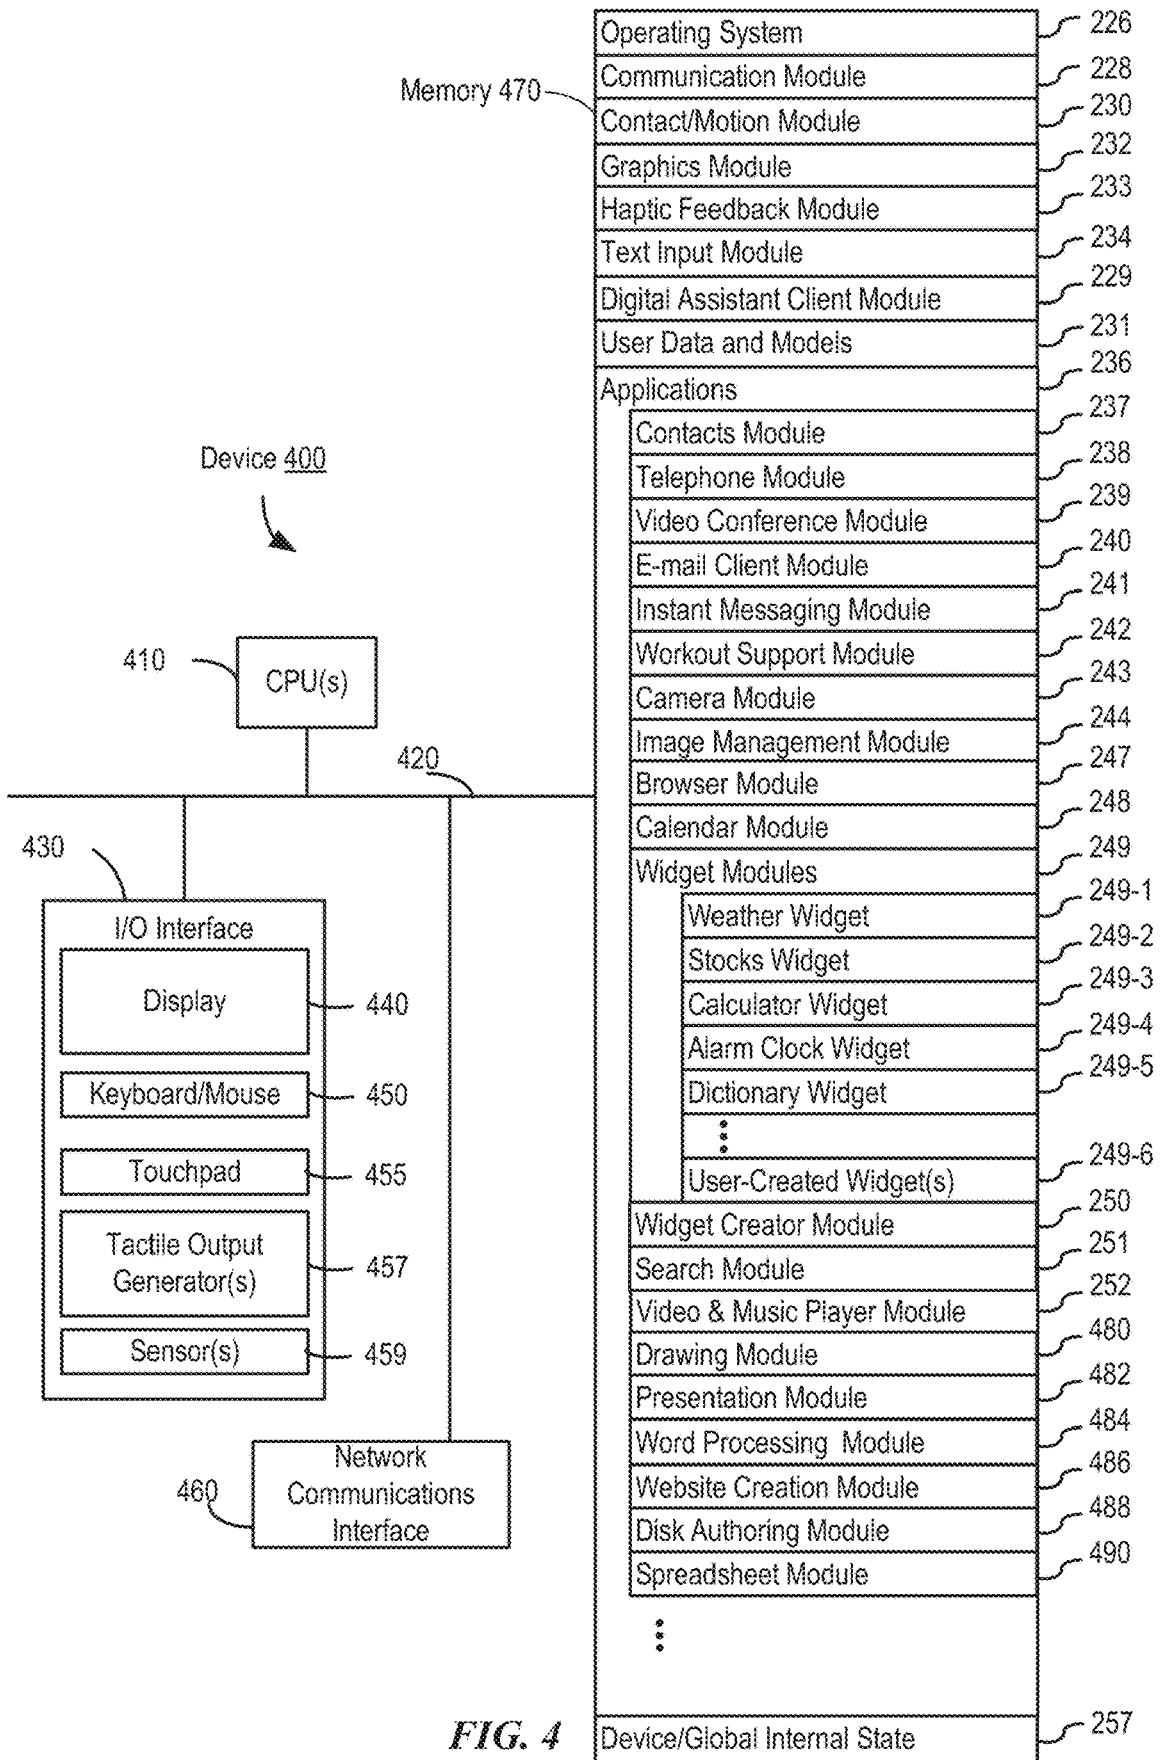 Device 400
410
CPU(s)
420
430
I/O Interface
Display
440
Keyboard/Mouse
450
Touchpad
455
Tactile Output
Generator(s)
457
Sensor(s)
459
460
Network
Communications
Interface
Memory 470
Operating System 226
Communication Module 228
Contact/Motion Module 230
Graphics Module 232
Haptic Feedback Module 233
Text Input Module 234
Digital Assistant Client Module 229
User Data and Models 231
Applications 236
Contacts Module 237
Telephone Module 238
Video Conference Module 239
E-mail Client Module 240
Instant Messaging Module 241
Workout Support Module 242
Camera Module 243
Image Management Module 244
Browser Module 247
Calendar Module 248
Widget Modules 249
Weather Widget 249-1
Stocks Widget 249-2
Calculator Widget 249-3
Alarm Clock Widget 249-4
Dictionary Widget 249-5
User-Created Widget(s) 249-6
Widget Creator Module 250
Search Module 251
Video & Music Player Module 252
Drawing Module 480
Presentation Module 482
Word Processing Module 484
Website Creation Module 486
Disk Authoring Module 488
Spreadsheet Module 490
Device/Global Internal State 257
FIG. 4